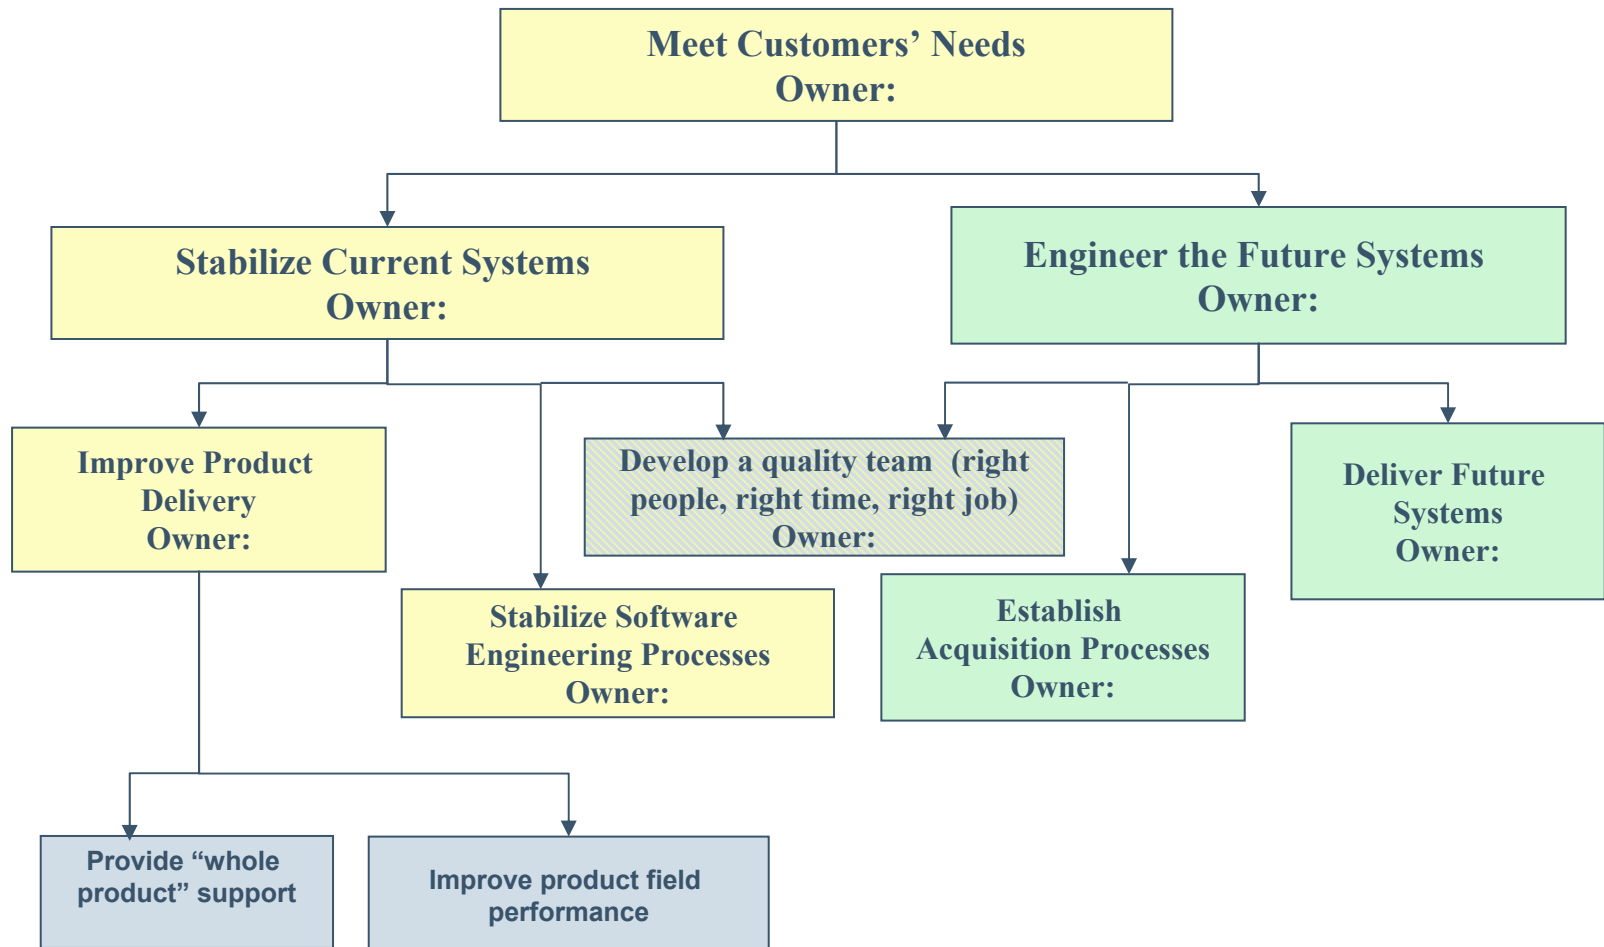 Meet Customers’ Needs
Owner:
Stabilize Current Systems
Owner:
Engineer the Future Systems
Owner:
Improve Product
Delivery
Owner:
Develop a quality team  (right
people, right time, right job)
Owner:
Deliver Future
Systems
Owner:
Stabilize Software
Engineering Processes
Owner:
Establish
Acquisition Processes
Owner:
Provide “whole
product” support
Improve product field
performance